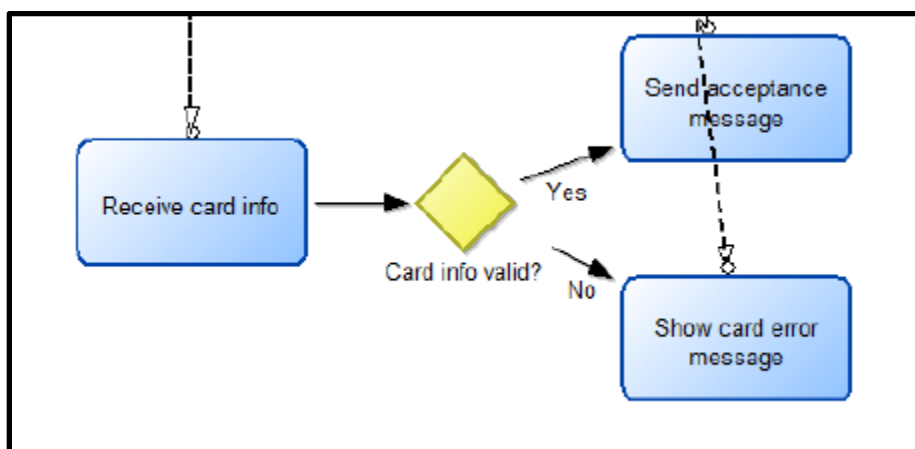 Send acceptance
message
Receive card info
Yes
Card info valid?
No
Show card error
message